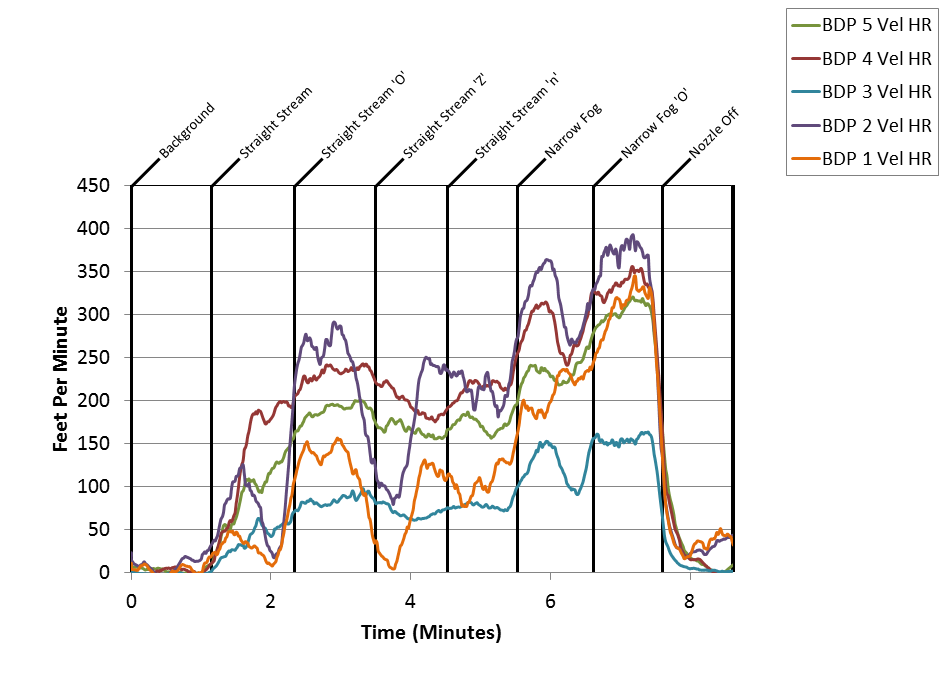 BDP 5 Vel HR
BDP 4 Vel HR
BDP 3 Vel HR
BDP 2 Vel HR
BDP 1 Vel HR
Background
Straight Stream
Straight Stream 'O'
Straight Stream 'Z'
Straight Stream 'n'
Narrow Fog
Narrow Fog 'O'
Nozzle Off
450
400
350
300
250
200
150
100
50
0
Feet Per Minute
0 2 4 6 8
Time (Minutes)